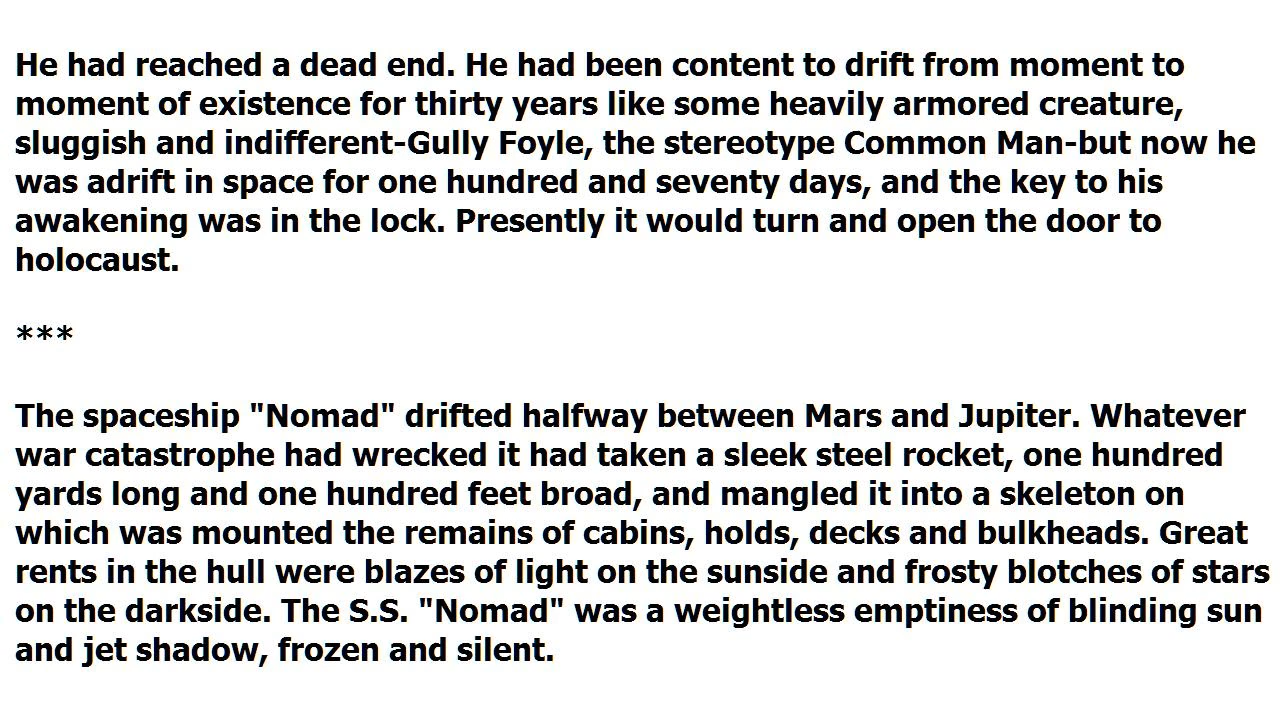 He had reached a dead end. He had been content to drift from moment to
moment of existence for thirty years like some heavily armored creature,
sluggish and indifferent-Gully Foyle, the stereotype Common Man-but now he
was adrift in space for one hundred and seventy days, and the key to his
awakening was in the lock. Presently it would turn and open the door to
holocaust.
***
The spaceship "Nomad" drifted halfway between Mars and Jupiter. Whatever
war catastrophe had wrecked it had taken a sleek steel rocket, one hundred
yards long and one hundred feet broad, and mangled it into a skeleton on
which was mounted the remains of cabins, holds, decks and bulkheads. Great
rents in the hull were blazes of light on the sunside and frosty blotches of stars
on the darkside. The S.S. "Nomad" was a weightless emptiness of blinding sun
and jet shadow, frozen and silent.